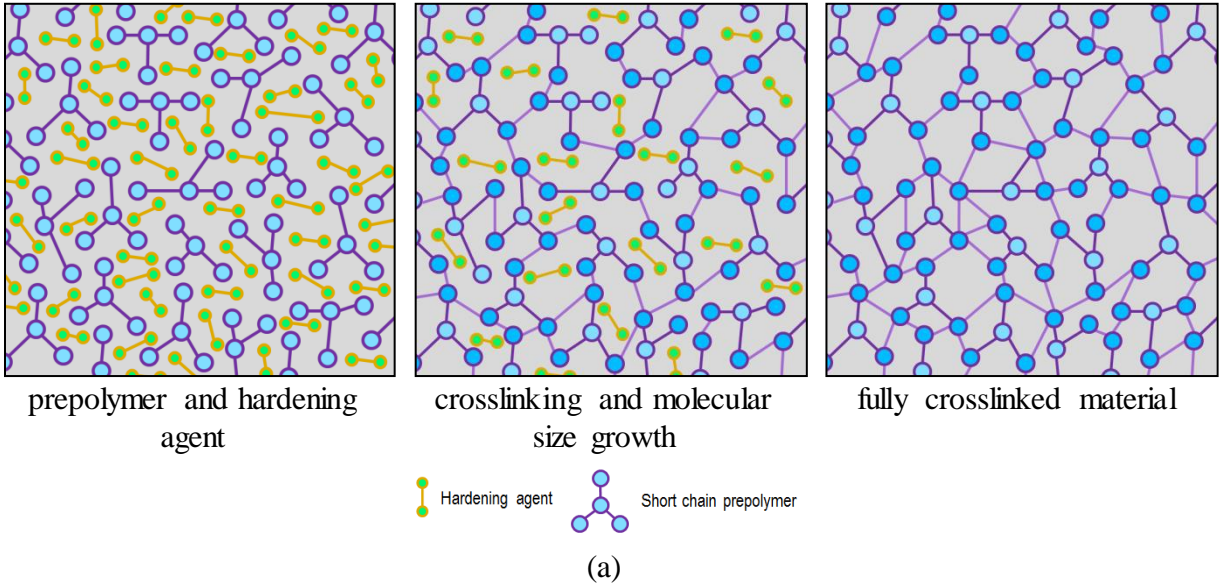 prepolymer and hardening
agent
crosslinking and molecular
size growth
fully crosslinked material
Hardening agent
Short chain prepolymer
(a)